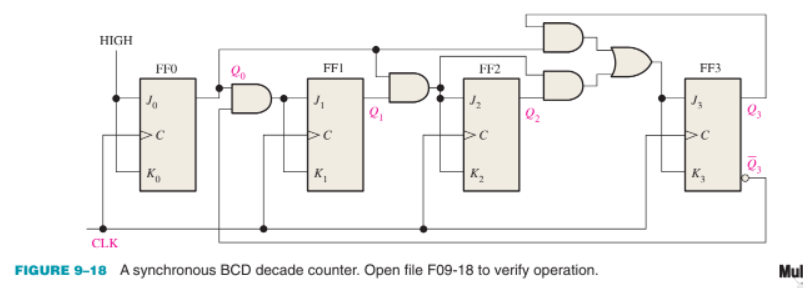 HIGH
FF0
Q0
FF1
FF2
FF3
J0
J1
Q1
J2
Q2
J3
Q3
C
C
C
C
K0
K1
K2
K3
Q̅3
CLK
FIGURE 9–18 A synchronous BCD decade counter. Open file F09-18 to verify operation.
Mul